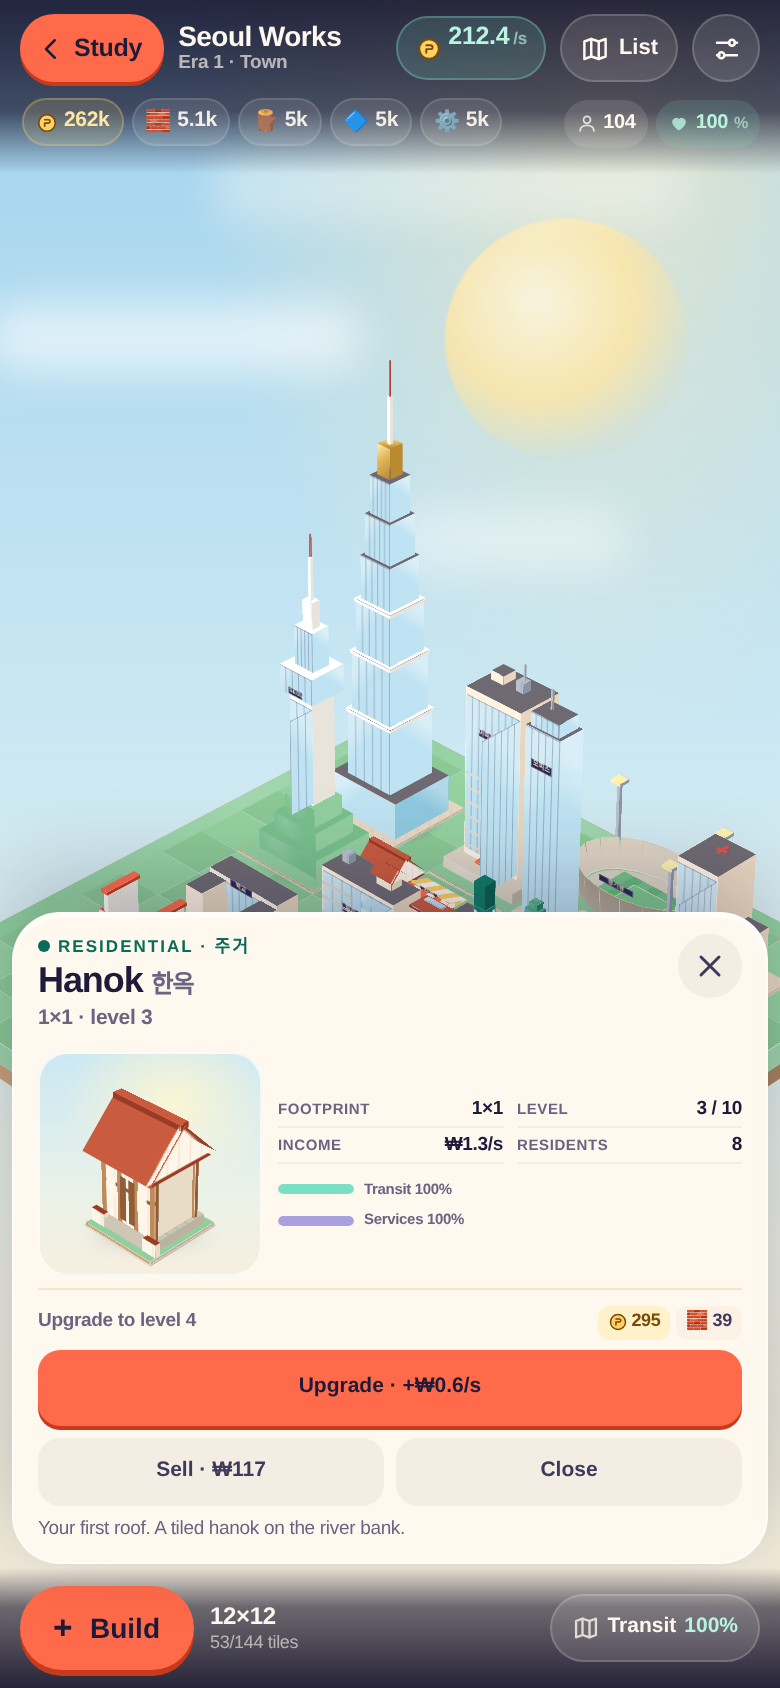 Study
Seoul Works
Era 1 · Town
212.4 /s
List
262k
5.1k
5k
5k
5k
104
100 %
RESIDENTIAL · 주거
Hanok 한옥
1×1 · level 3
FOOTPRINT 1×1
LEVEL 3 / 10
INCOME ₩1.3/s
RESIDENTS 8
Transit 100%
Services 100%
Upgrade to level 4
295
39
Upgrade · +₩0.6/s
Sell · ₩117
Close
Your first roof. A tiled hanok on the river bank.
+ Build
12×12
53/144 tiles
Transit 100%